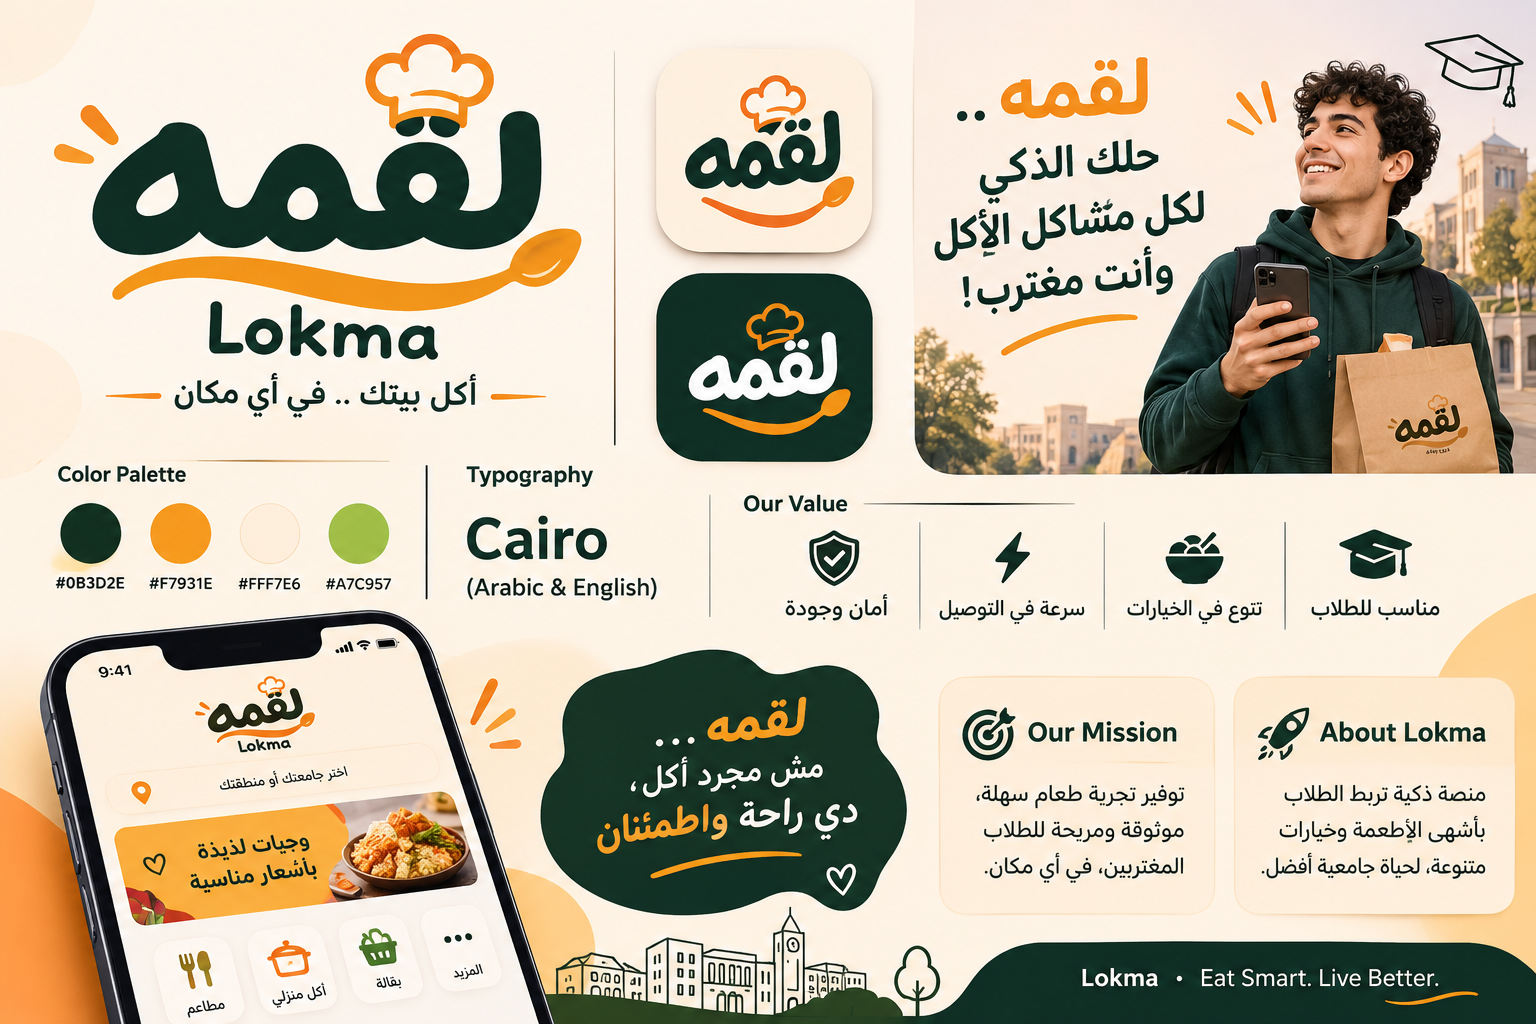 لقمه
Lokma
أكل بيتك .. في أي مكان
لقمه
لقمه
لقمه ..
حلك الذكي
لكل مشاكل الأكل
وأنت مغترب!
لقمه
Color Palette
#0B3D2E
#F7931E
#FFF7E6
#A7C957
Typography
Cairo
(Arabic & English)
Our Value
أمان وجودة
سرعة في التوصيل
تنوع في الخيارات
مناسب للطلاب
9:41
لقمه
Lokma
اختر جامعتك أو منطقتك
وجبات لذيذة
بأسعار مناسبة
مطاعم
أكل منزلي
بقالة
المزيد
لقمه ...
مش مجرد أكل،
دي راحة واطمئنان
Our Mission
توفير تجربة طعام سهلة،
موثوقة ومريحة للطلاب
المغتربين، في أي مكان.
About Lokma
منصة ذكية تربط الطلاب
بأشهى الأطعمة وخيارات
متنوعة، لحياة جامعية أفضل.
Lokma • Eat Smart. Live Better.